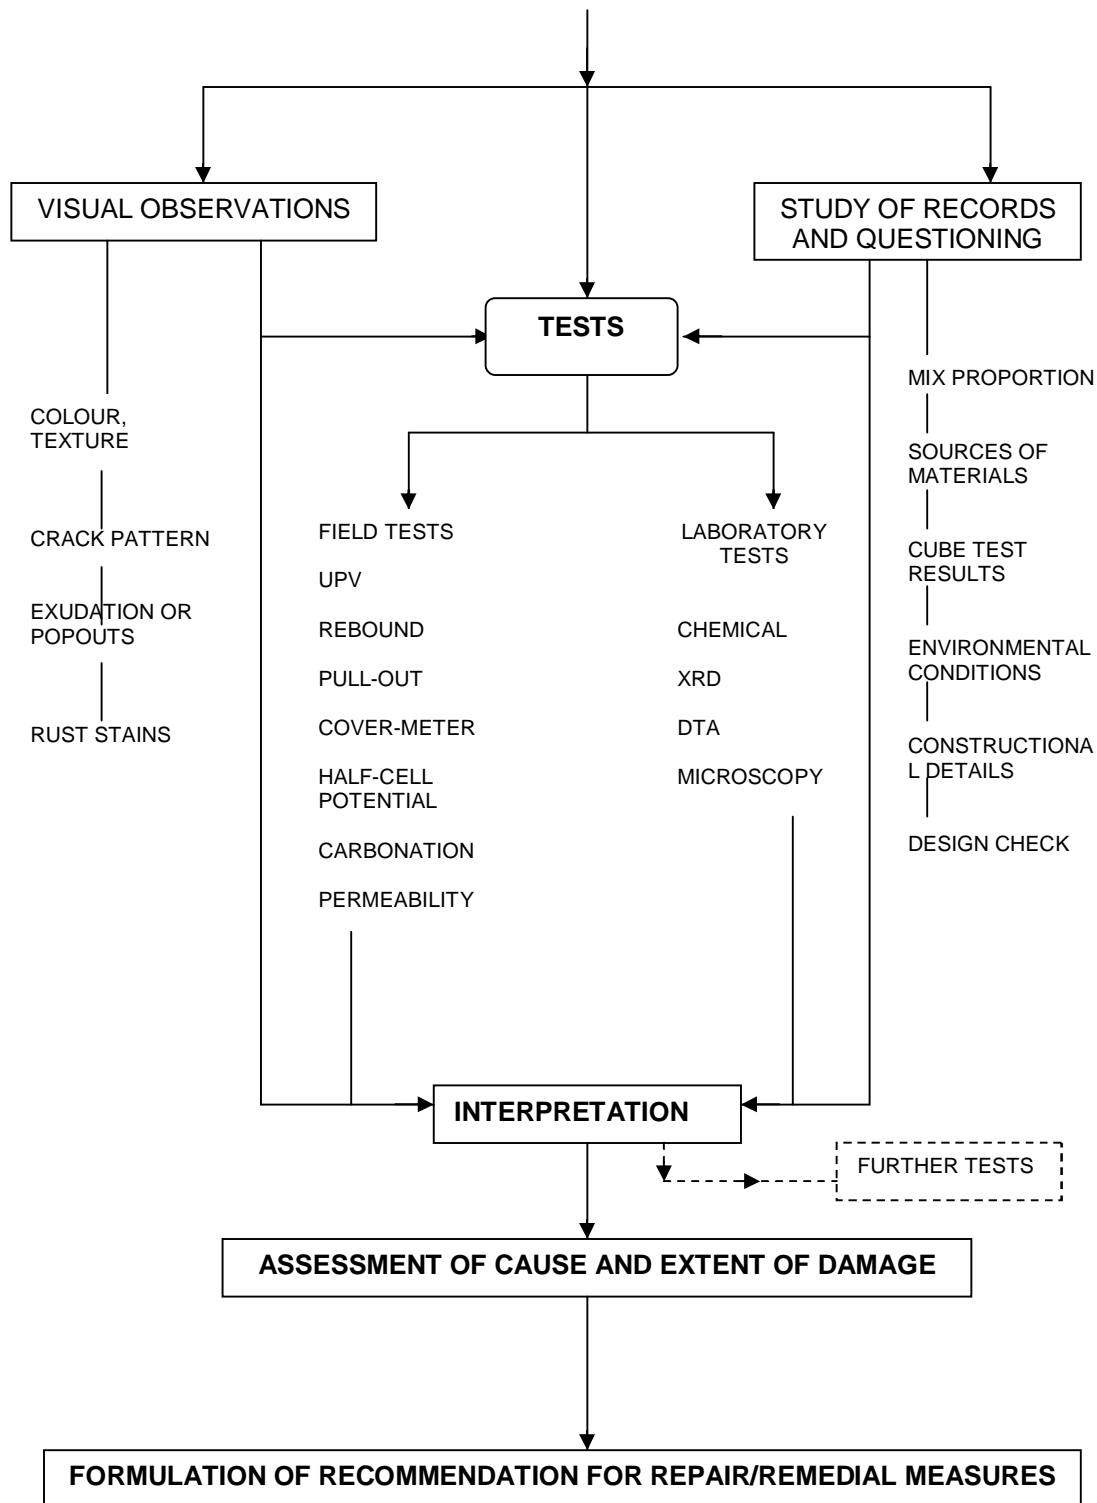 VISUAL OBSERVATIONS
STUDY OF RECORDS
AND QUESTIONING
TESTS
COLOUR,
TEXTURE
CRACK PATTERN
EXUDATION OR
POPOUTS
RUST STAINS
FIELD TESTS
UPV
REBOUND
PULL-OUT
COVER-METER
HALF-CELL
POTENTIAL
CARBONATION
PERMEABILITY
LABORATORY
TESTS
CHEMICAL
XRD
DTA
MICROSCOPY
MIX PROPORTION
SOURCES OF
MATERIALS
CUBE TEST
RESULTS
ENVIRONMENTAL
CONDITIONS
CONSTRUCTIONA
L DETAILS
DESIGN CHECK
INTERPRETATION
FURTHER TESTS
ASSESSMENT OF CAUSE AND EXTENT OF DAMAGE
FORMULATION OF RECOMMENDATION FOR REPAIR/REMEDIAL MEASURES